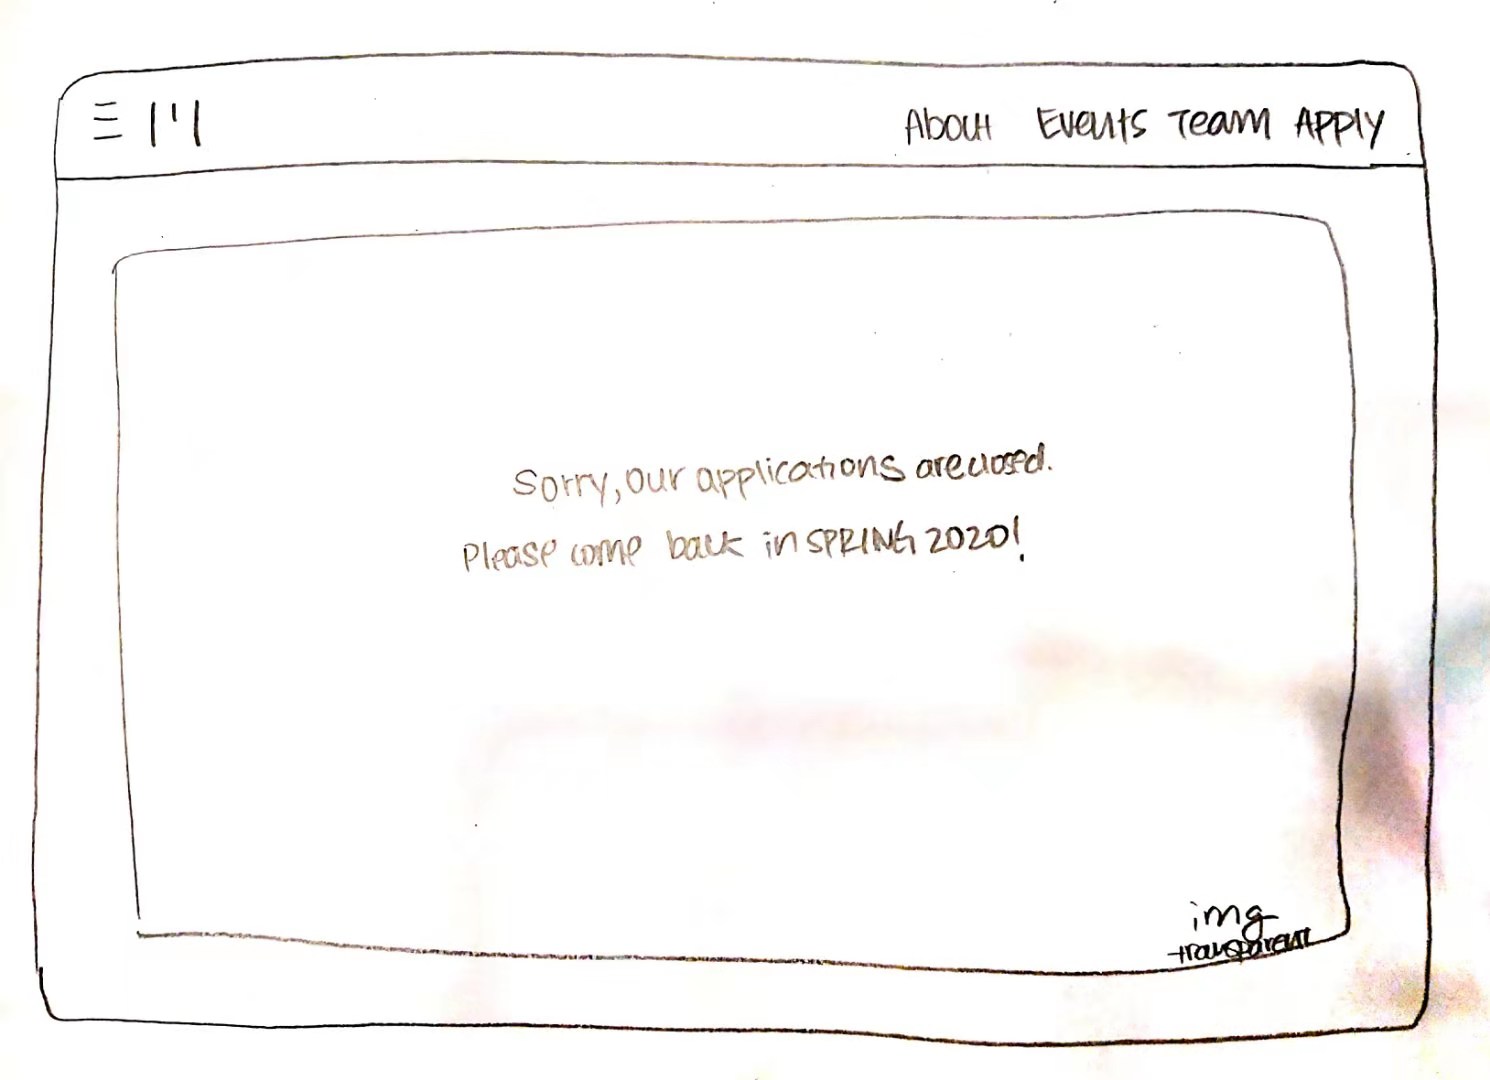 About Events Team APPLY
Sorry, our applications are closed.
Please come back in SPRING 2020!
img
transparent